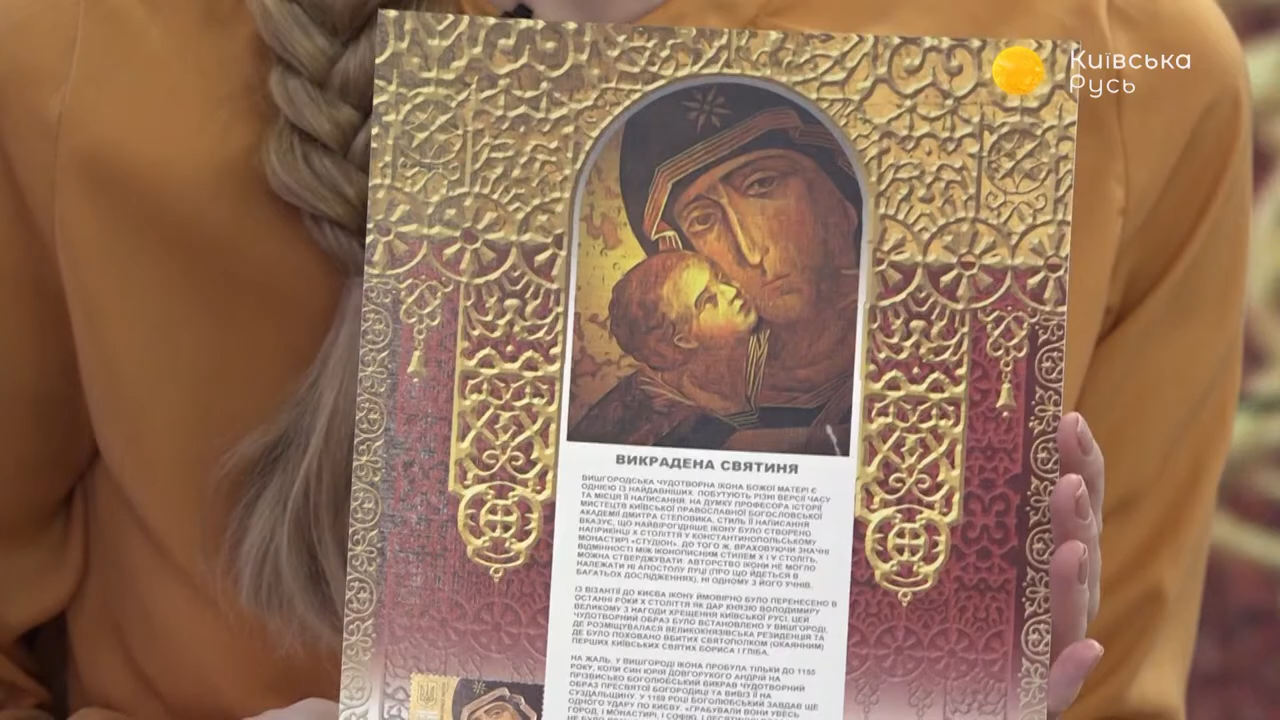 Київська
Русь
ВИКРАДЕНА СВЯТИНЯ
ВИШГОРОДСЬКА ЧУДОТВОРНА ІКОНА БОЖОЇ МАТЕРІ Є
ОДНІЄЮ ІЗ НАЙДАВНІШИХ. ПОБУТУЮТЬ РІЗНІ ВЕРСІЇ ЧАСУ
ТА МІСЦЯ ЇЇ НАПИСАННЯ. НА ДУМКУ ПРОФЕСОРА ІСТОРІЇ
МИСТЕЦТВ КИЇВСЬКОЇ ПРАВОСЛАВНОЇ БОГОСЛОВСЬКОЇ
АКАДЕМІЇ ДМИТРА СТЕПОВИКА, СТИЛЬ ЇЇ НАПИСАННЯ
ВКАЗУЄ, ЩО НАЙВІРОГІДНІШЕ ІКОНУ БУЛО СТВОРЕНО
НАПРИКІНЦІ Х СТОЛІТТЯ У КОНСТАНТИНОПОЛЬСЬКОМУ
МОНАСТИРІ «СТУДІОН». ДО ТОГО Ж, ВРАХОВУЮЧИ ЗНАЧНІ
ВІДМІННОСТІ МІЖ ІКОНОПИСНИМ СТИЛЕМ Х І У СТОЛІТЬ,
МОЖНА СТВЕРДЖУВАТИ: АВТОРСТВО ІКОНИ НЕ МОГЛО
НАЛЕЖАТИ НІ АПОСТОЛУ ЛУЦІ (ПРО ЩО ЙДЕТЬСЯ В
БАГАТЬОХ ДОСЛІДЖЕННЯХ), НІ ОДНОМУ З ЙОГО УЧНІВ.
ІЗ ВІЗАНТІЇ ДО КИЄВА ІКОНУ ЙМОВІРНО БУЛО ПЕРЕНЕСЕНО В
ОСТАННІ РОКИ Х СТОЛІТТЯ ЯК ДАР КНЯЗЮ ВОЛОДИМИРУ
ВЕЛИКОМУ З НАГОДИ ХРЕЩЕННЯ КИЇВСЬКОЇ РУСІ. ЦЕЙ
ЧУДОТВОРНИЙ ОБРАЗ БУЛО ВСТАНОВЛЕНО У ВИШГОРОДІ,
ДЕ РОЗМІЩУВАЛАСЯ ВЕЛИКОКНЯЗІВСЬКА РЕЗИДЕНЦІЯ ТА
ДЕ БУЛО ПОХОВАНО ВБИТИХ СВЯТОПОЛКОМ (ОКАЯННИМ)
ПЕРШИХ КИЇВСЬКИХ СВЯТИХ БОРИСА І ГЛІБА.
НА ЖАЛЬ, У ВИШГОРОДІ ІКОНА ПРОБУЛА ТІЛЬКИ ДО 1155
РОКУ, КОЛИ СИН ЮРІЯ ДОВГОРУКОГО АНДРІЙ НА
ПРІЗВИСЬКО БОГОЛЮБСЬКИЙ ВИКРАВ ЧУДОТВОРНИЙ
ОБРАЗ ПРЕСВЯТОЇ БОГОРОДИЦІ ТА ВИВІЗ ЇЇ НА
СУЗДАЛЬЩИНУ. У 1169 РОЦІ БОГОЛЮБСЬКИЙ ЗАВДАВ ЩЕ
ОДНОГО УДАРУ ПО КИЄВУ. «ГРАБУВАЛИ ВОНИ УВЕСЬ
ГОРОД, І МОНАСТИРІ, І СОФІЮ, І ДЕСЯТИННУ
НЕ БУЛО